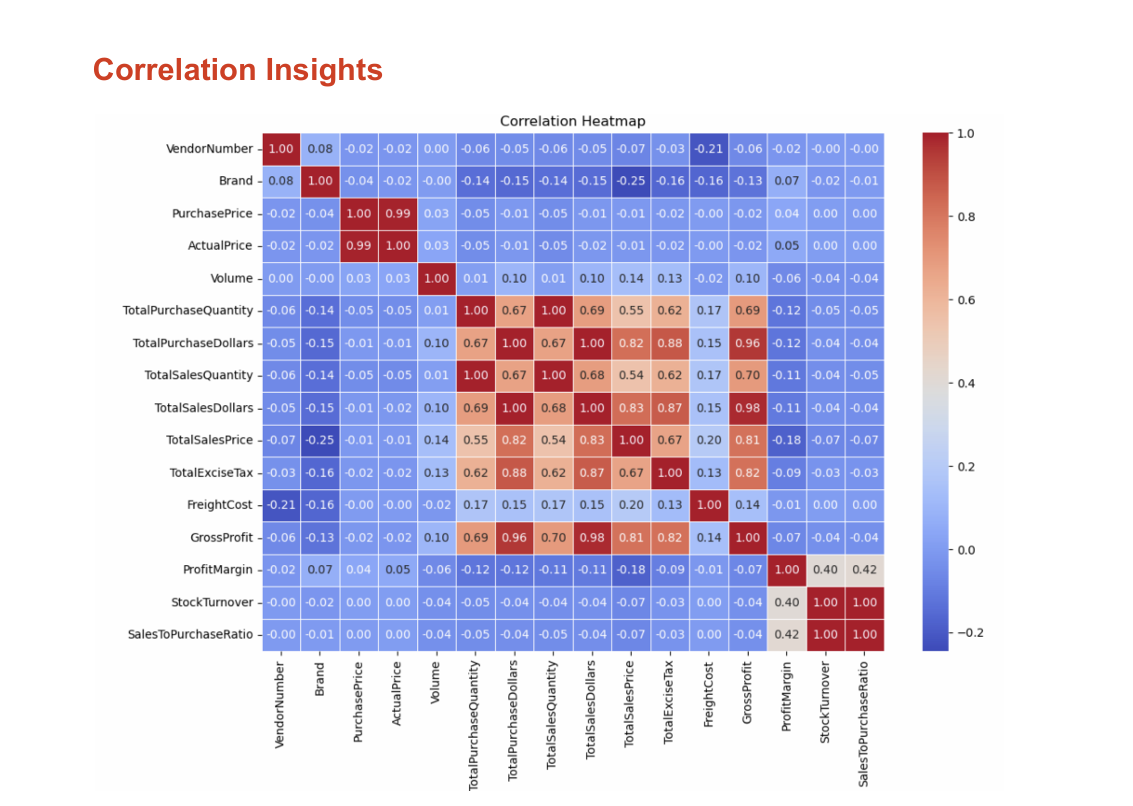 Correlation Insights
Correlation Heatmap
VendorNumber 1.00 0.08 -0.02 -0.02 0.00 -0.06 -0.05 -0.06 -0.05 -0.07 -0.03 -0.21 -0.06 -0.02 -0.00 -0.00
Brand 0.08 1.00 -0.04 -0.02 -0.00 -0.14 -0.15 -0.14 -0.15 -0.25 -0.16 -0.16 -0.13 0.07 -0.02 -0.01
PurchasePrice -0.02 -0.04 1.00 0.99 0.03 -0.05 -0.01 -0.05 -0.01 -0.01 -0.02 -0.00 -0.02 0.04 0.00 0.00
ActualPrice -0.02 -0.02 0.99 1.00 0.03 -0.05 -0.01 -0.05 -0.02 -0.01 -0.02 -0.00 -0.02 0.05 0.00 0.00
Volume 0.00 -0.00 0.03 0.03 1.00 0.01 0.10 0.01 0.10 0.14 0.13 -0.02 0.10 -0.06 -0.04 -0.04
TotalPurchaseQuantity -0.06 -0.14 -0.05 -0.05 0.01 1.00 0.67 1.00 0.69 0.55 0.62 0.17 0.69 -0.12 -0.05 -0.05
TotalPurchaseDollars -0.05 -0.15 -0.01 -0.01 0.10 0.67 1.00 0.67 1.00 0.82 0.88 0.15 0.96 -0.12 -0.04 -0.04
TotalSalesQuantity -0.06 -0.14 -0.05 -0.05 0.01 1.00 0.67 1.00 0.68 0.54 0.62 0.17 0.70 -0.11 -0.04 -0.05
TotalSalesDollars -0.05 -0.15 -0.01 -0.02 0.10 0.69 1.00 0.68 1.00 0.83 0.87 0.15 0.98 -0.11 -0.04 -0.04
TotalSalesPrice -0.07 -0.25 -0.01 -0.01 0.14 0.55 0.82 0.54 0.83 1.00 0.67 0.20 0.81 -0.18 -0.07 -0.07
TotalExciseTax -0.03 -0.16 -0.02 -0.02 0.13 0.62 0.88 0.62 0.87 0.67 1.00 0.13 0.82 -0.09 -0.03 -0.03
FreightCost -0.21 -0.16 -0.00 -0.00 -0.02 0.17 0.15 0.17 0.15 0.20 0.13 1.00 0.14 -0.01 0.00 0.00
GrossProfit -0.06 -0.13 -0.02 -0.02 0.10 0.69 0.96 0.70 0.98 0.81 0.82 0.14 1.00 -0.07 -0.04 -0.04
ProfitMargin -0.02 0.07 0.04 0.05 -0.06 -0.12 -0.12 -0.11 -0.11 -0.18 -0.09 -0.01 -0.07 1.00 0.40 0.42
StockTurnover -0.00 -0.02 0.00 0.00 -0.04 -0.05 -0.04 -0.04 -0.04 -0.07 -0.03 0.00 -0.04 0.40 1.00 1.00
SalesToPurchaseRatio -0.00 -0.01 0.00 0.00 -0.04 -0.05 -0.04 -0.05 -0.04 -0.07 -0.03 0.00 -0.04 0.42 1.00 1.00
VendorNumber
Brand
PurchasePrice
ActualPrice
Volume
TotalPurchaseQuantity
TotalPurchaseDollars
TotalSalesQuantity
TotalSalesDollars
TotalSalesPrice
TotalExciseTax
FreightCost
GrossProfit
ProfitMargin
StockTurnover
SalesToPurchaseRatio
1.0
0.8
0.6
0.4
0.2
0.0
−0.2